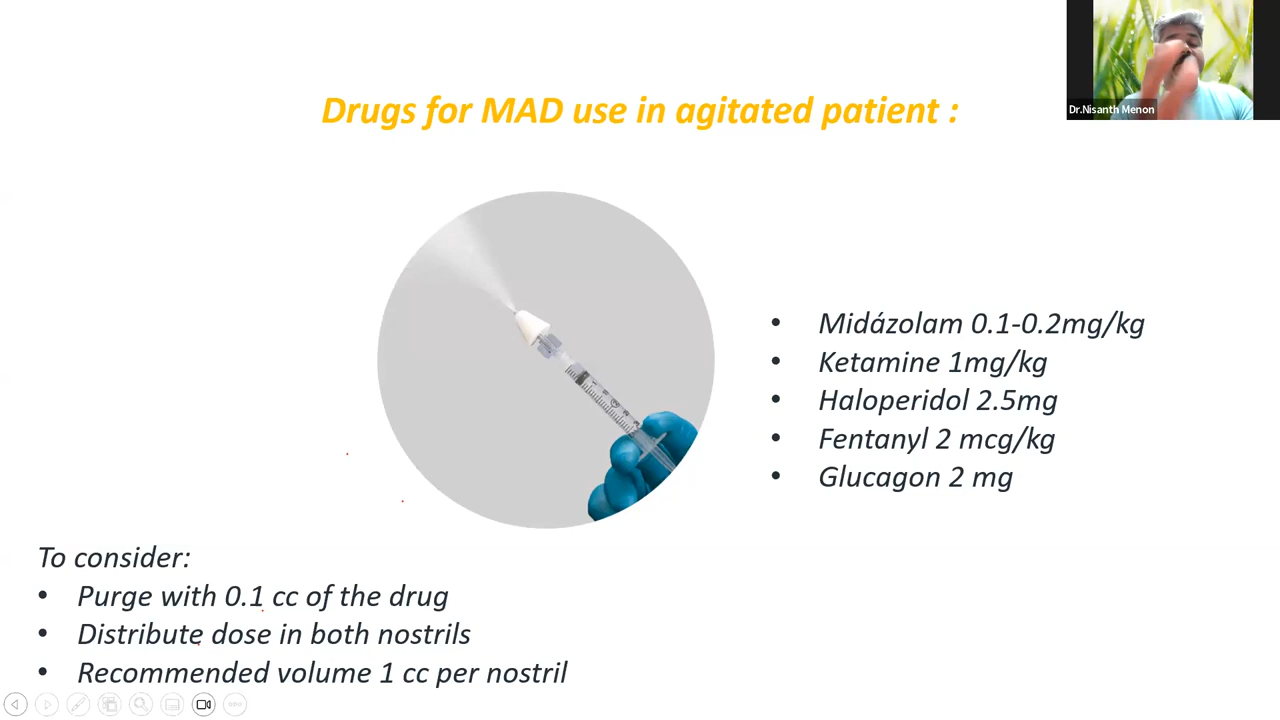 Dr.Nisanth Menon
Drugs for MAD use in agitated patient :
• Midázolam 0.1-0.2mg/kg
• Ketamine 1mg/kg
• Haloperidol 2.5mg
• Fentanyl 2 mcg/kg
• Glucagon 2 mg
To consider:
• Purge with 0.1 cc of the drug
• Distribute dose in both nostrils
• Recommended volume 1 cc per nostril